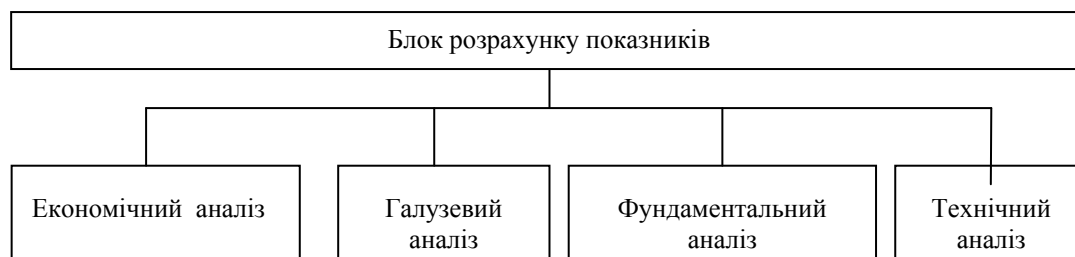 Блок розрахунку показників
Економічний аналіз
Галузевий
аналіз
Фундаментальний
аналіз
Технічний
аналіз